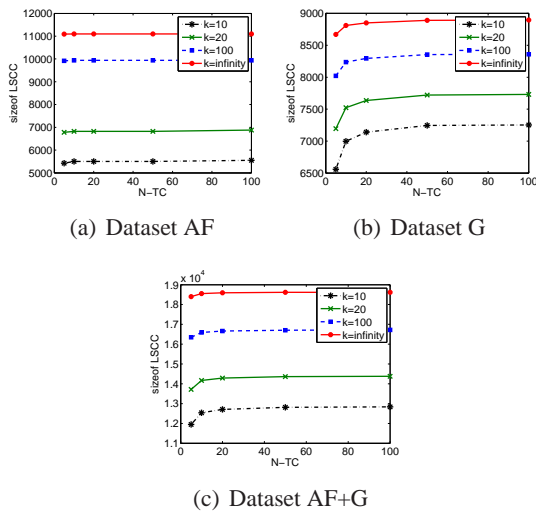 12000
11000
10000
9000
8000
7000
6000
5000
sizeof LSCC
k=10
k=20
k=100
k=infinity
0 20 40 60 80 100
N−TC
(a) Dataset AF
9000
8500
8000
7500
7000
6500
sizeof LSCC
k=10
k=20
k=100
k=infinity
0 20 40 60 80 100
N−TC
(b) Dataset G
x 10^4
1.9
1.8
1.7
1.6
1.5
1.4
1.3
1.2
1.1
sizeof LSCC
k=10
k=20
k=100
k=infinity
0 20 40 60 80 100
N−TC
(c) Dataset AF+G